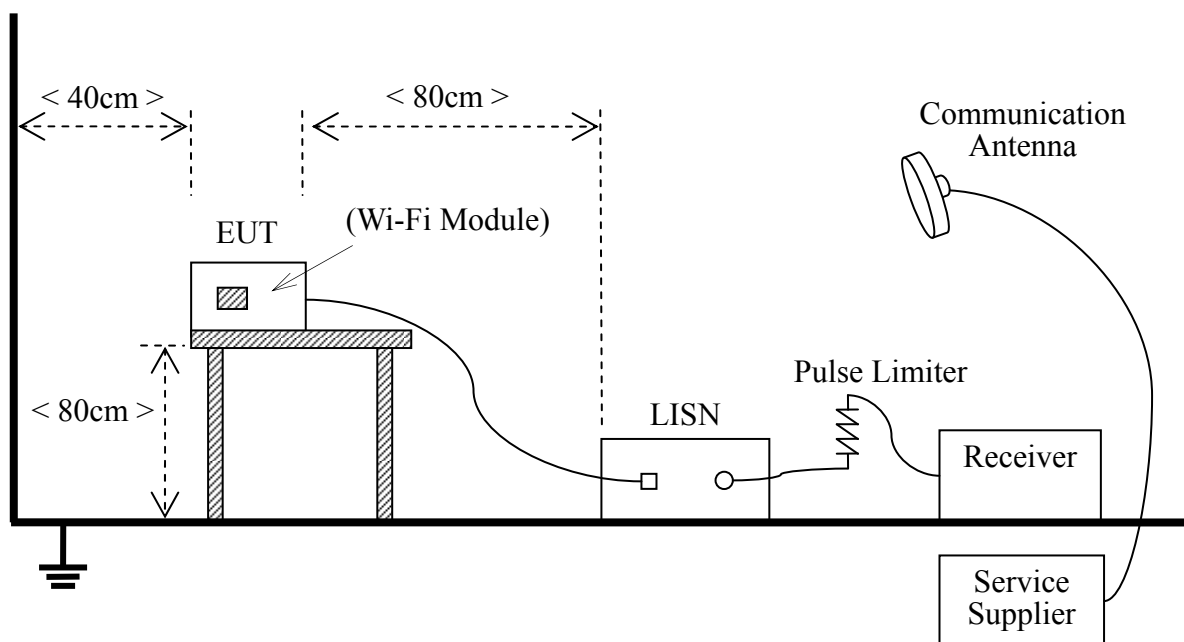 < 40cm >
< 80cm >
Communication
Antenna
(Wi-Fi Module)
EUT
Pulse Limiter
< 80cm >
LISN
Receiver
Service
Supplier